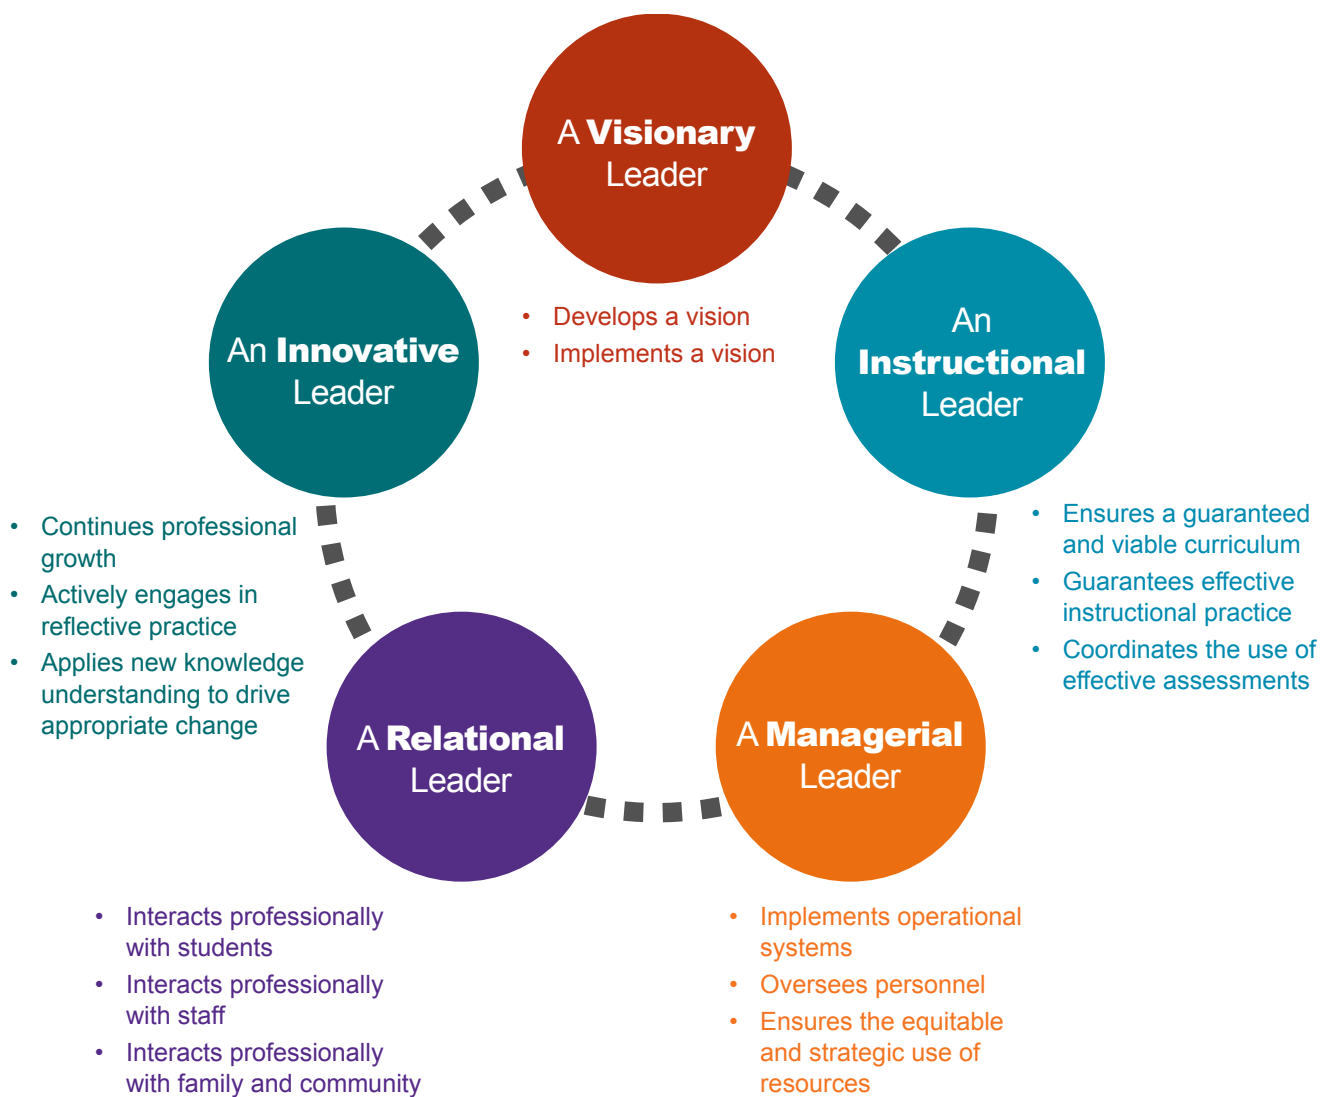 A Visionary
Leader
• Develops a vision
• Implements a vision
An
Instructional
Leader
• Ensures a guaranteed
and viable curriculum
• Guarantees effective
instructional practice
• Coordinates the use of
effective assessments
A Managerial
Leader
• Implements operational
systems
• Oversees personnel
• Ensures the equitable
and strategic use of
resources
A Relational
Leader
• Interacts professionally
with students
• Interacts professionally
with staff
• Interacts professionally
with family and community
An Innovative
Leader
• Continues professional
growth
• Actively engages in
reflective practice
• Applies new knowledge
understanding to drive
appropriate change